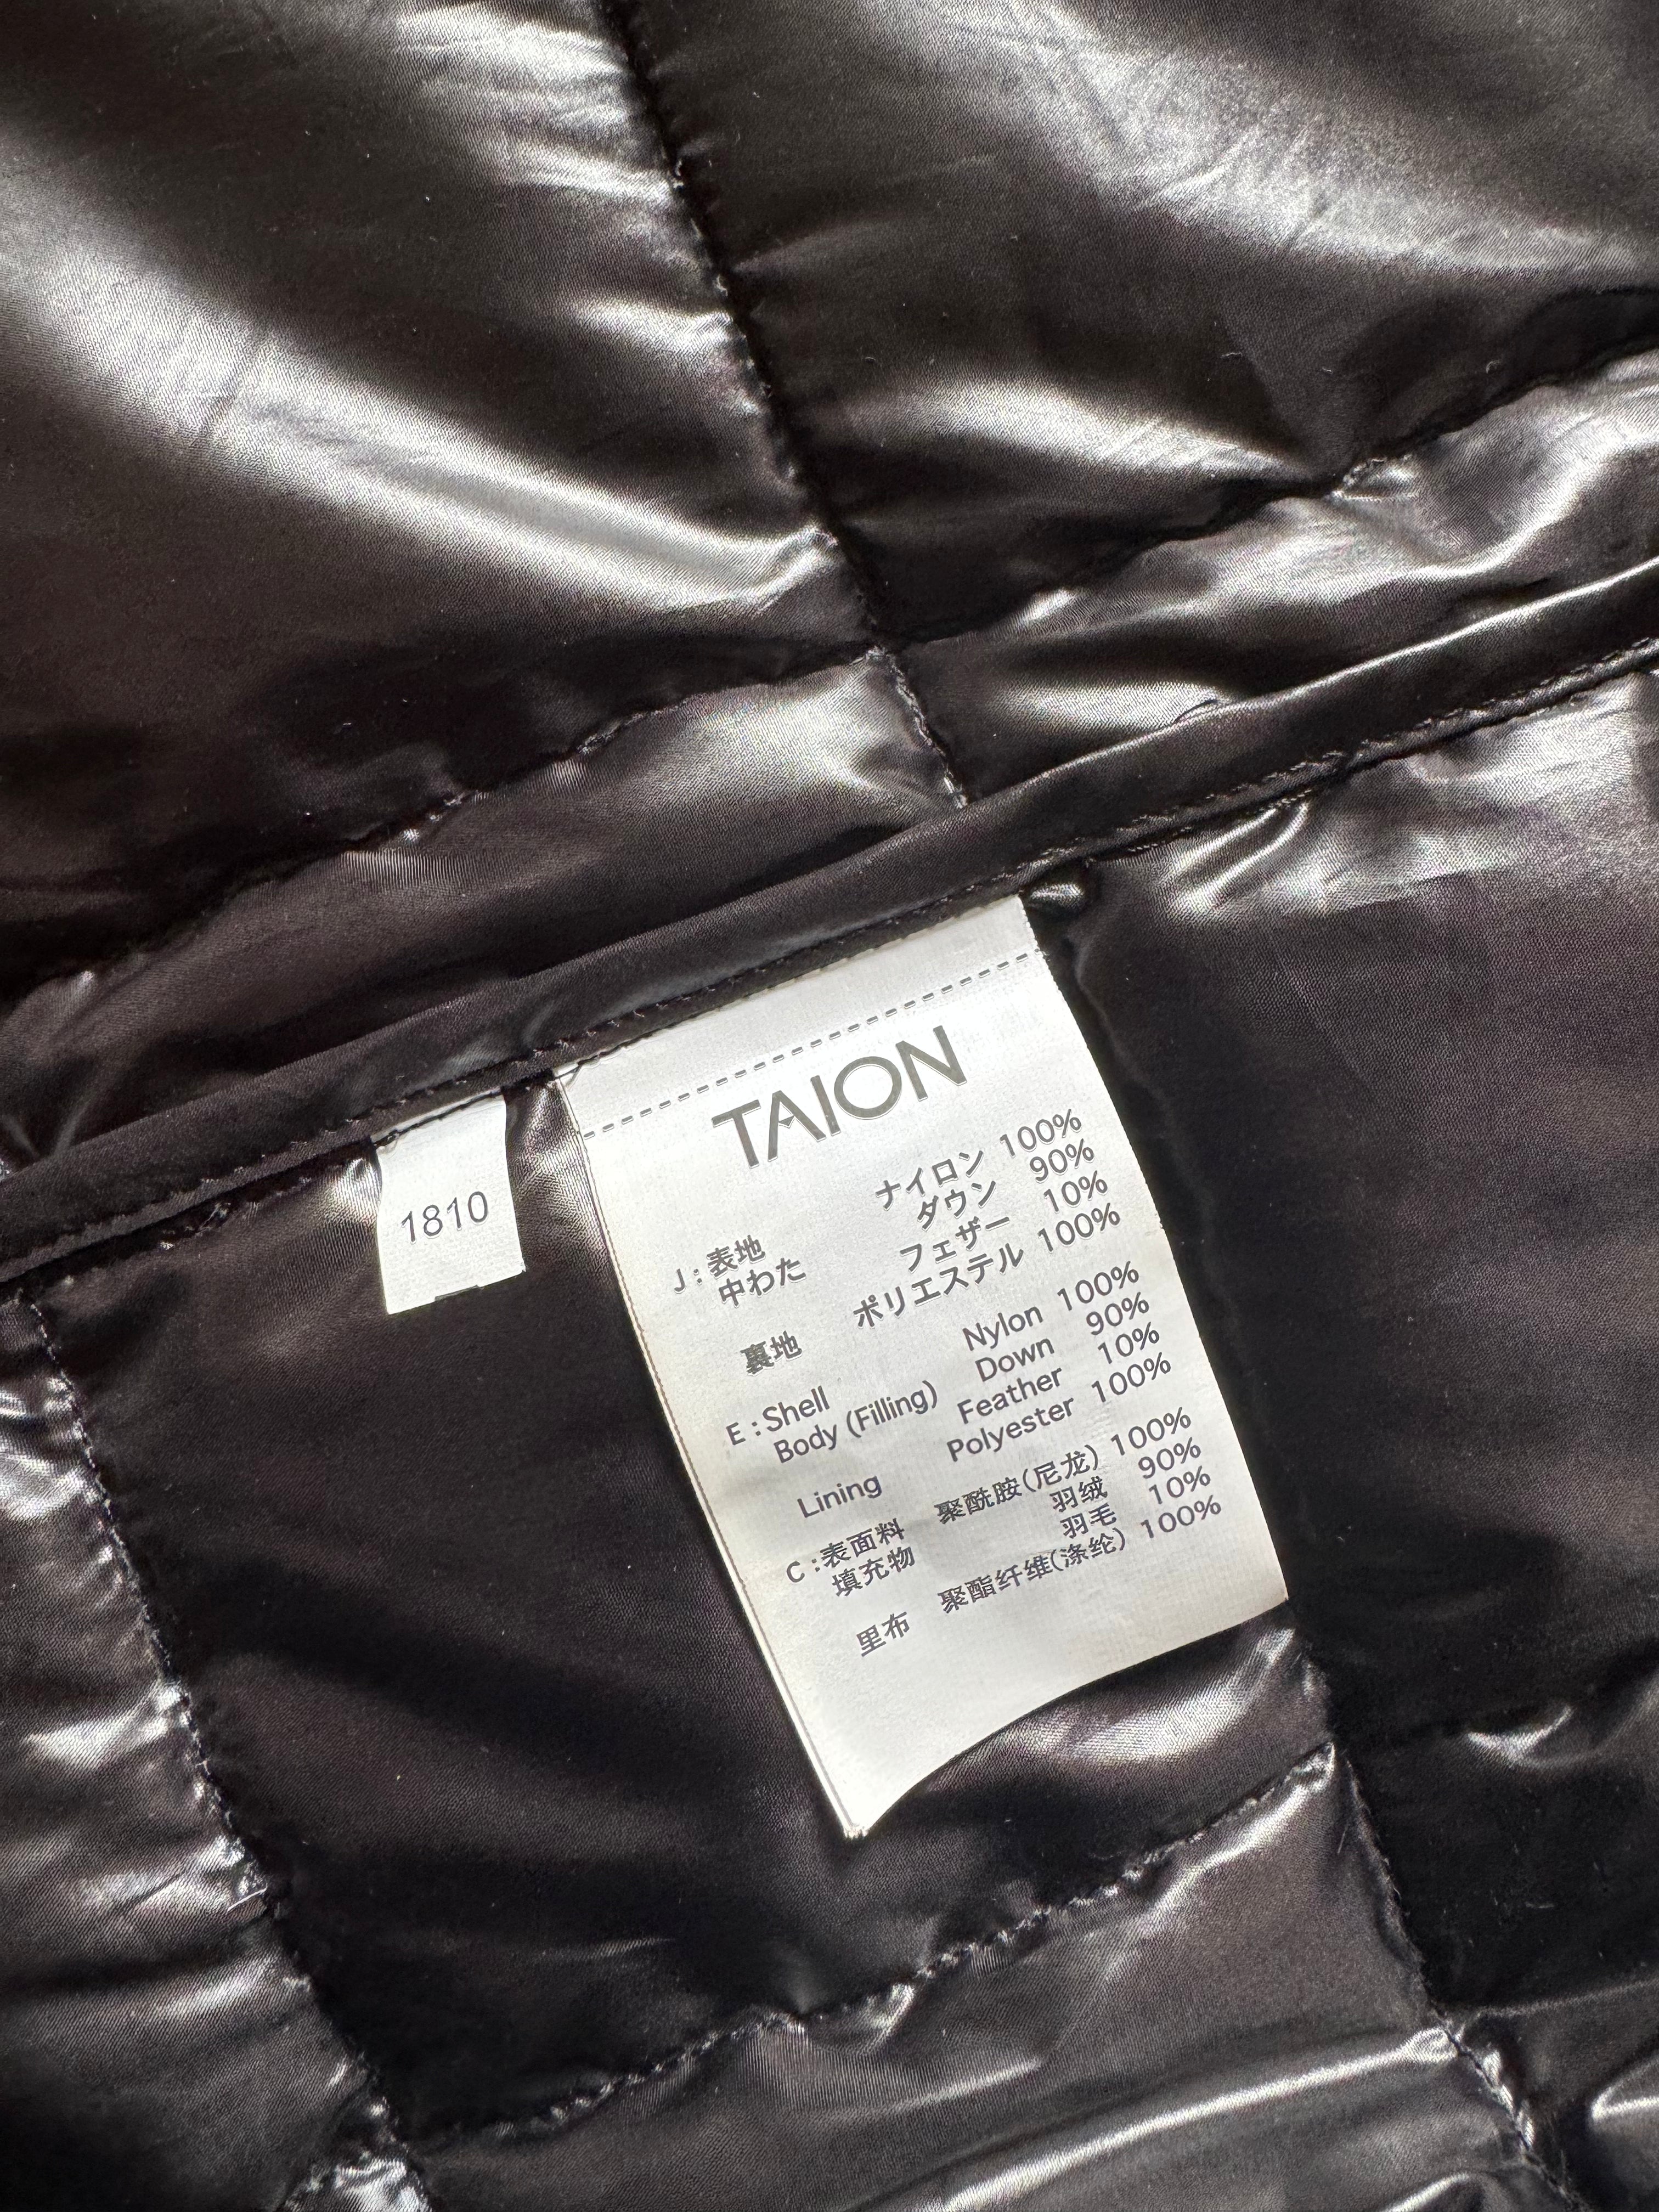 1810
TAION
J : 表地 ナイロン 100%
中わた ダウン 90%
フェザー 10%
裏地 ポリエステル 100%
E : Shell Nylon 100%
Body (Filling) Down 90%
Feather 10%
Lining Polyester 100%
C : 表面料 聚酰胺(尼龙) 100%
填充物 羽绒 90%
羽毛 10%
里布 聚酯纤维(涤纶) 100%